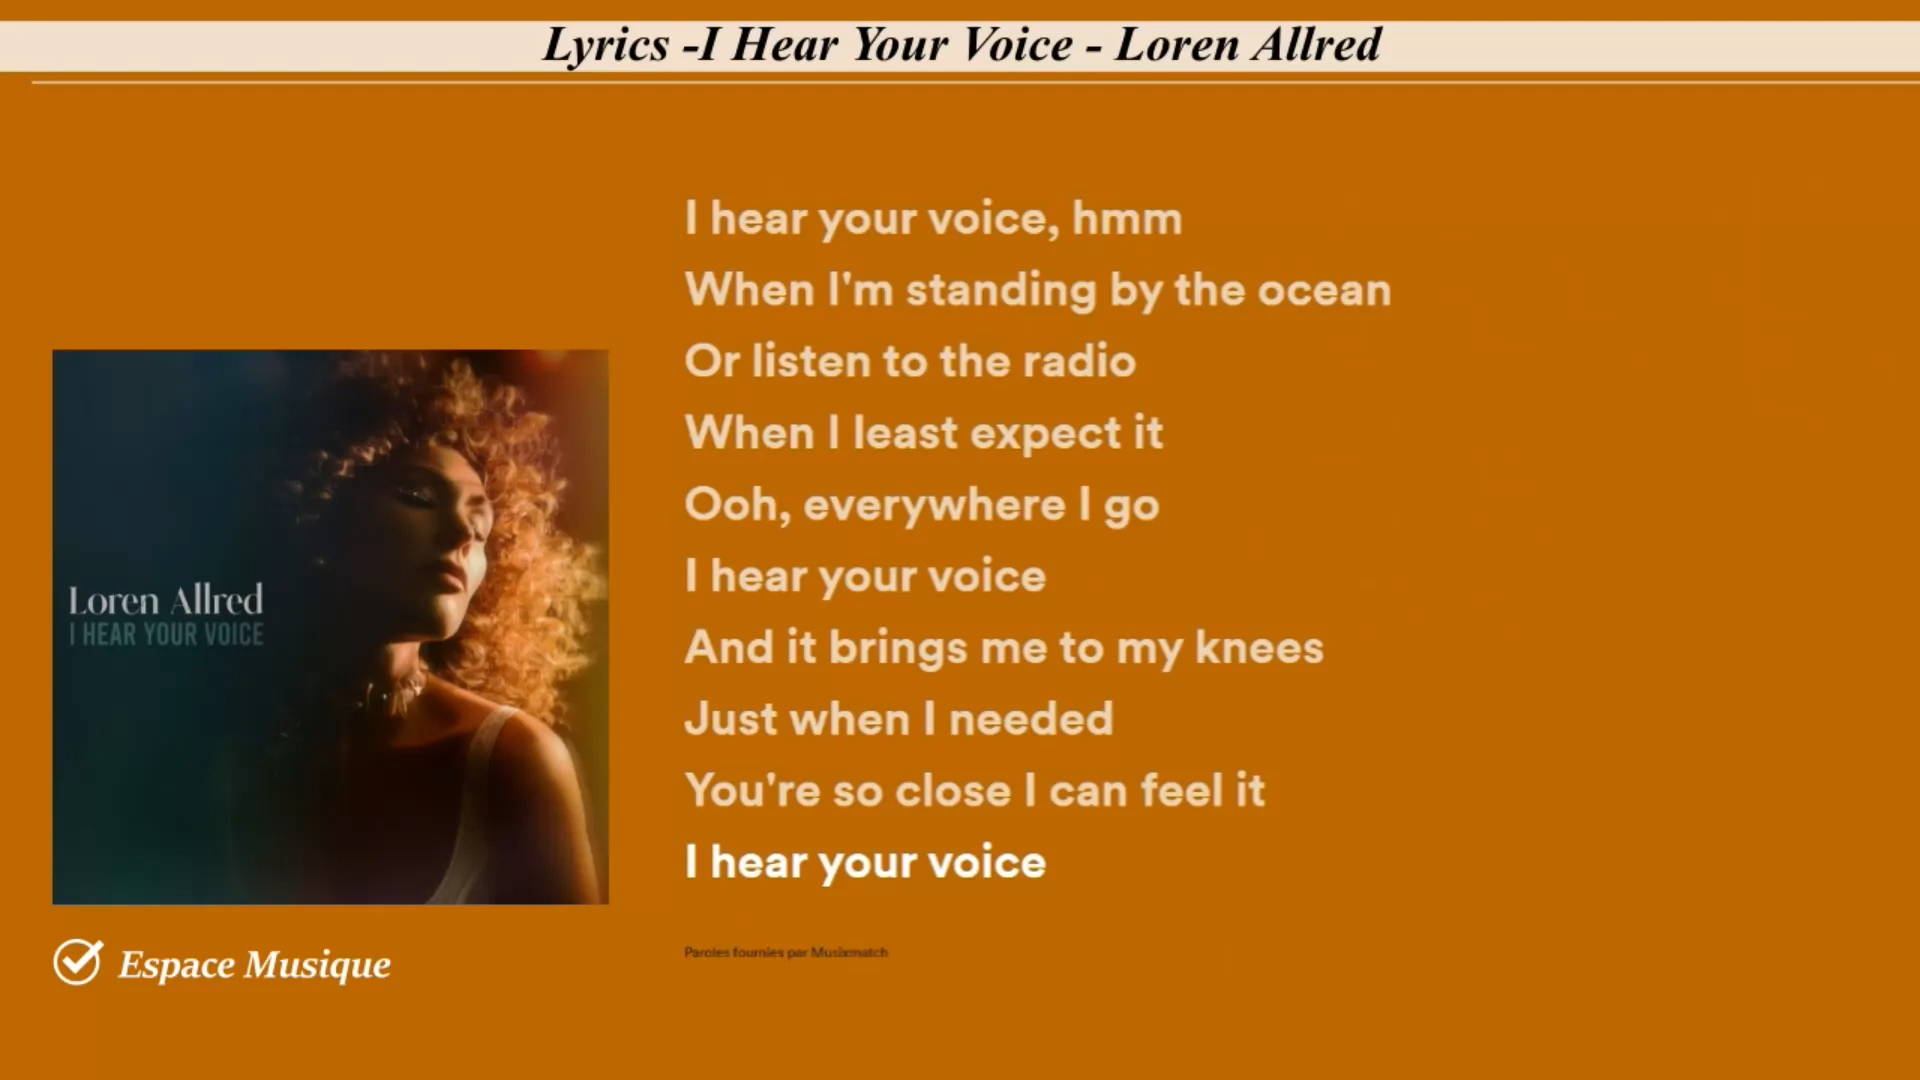 Lyrics -I Hear Your Voice - Loren Allred
I hear your voice, hmm
When I'm standing by the ocean
Or listen to the radio
When I least expect it
Ooh, everywhere I go
I hear your voice
And it brings me to my knees
Just when I needed
You're so close I can feel it
I hear your voice
Loren Allred
I HEAR YOUR VOICE
Espace Musique
Paroles fournies par Musixmatch